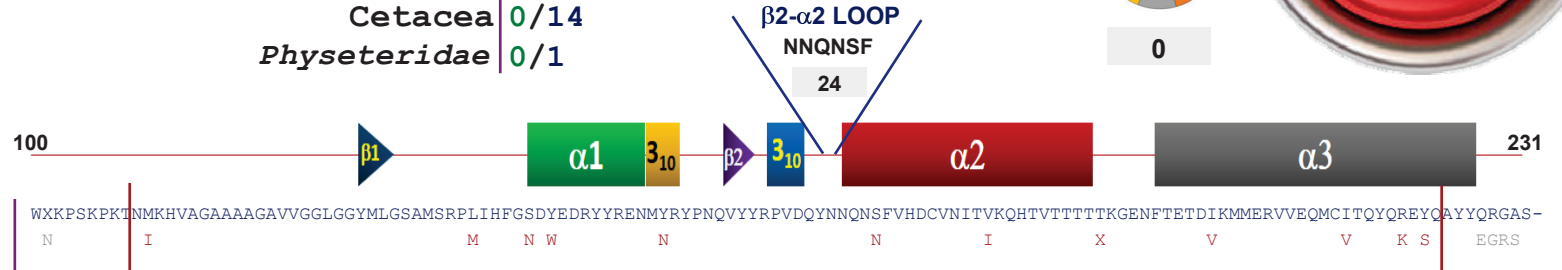 Cetacea 0/14
Physeteridae 0/1
β2-α2 LOOP
NNQNSF
24
0
100
β1
α1
3₁₀
β2
3₁₀
α2
α3
231
WXKPSKPKTNMKHVAGAAAAGAVVGGLGGYMLGSAMSRPLIHFGSDYEDRYYRENMYRYPNQVYYRPVDQYNNQNSFVHDCVNITVKQHTVTTTTTKGENFTETDIKMMERVVEQMCITQYQREYQAYYQRGAS-
N I M N W N N I X V V K S EGRS